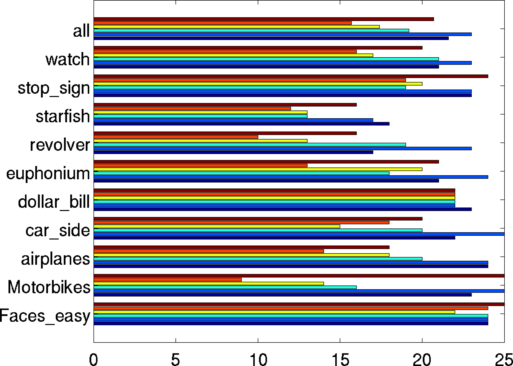 all
watch
stop_sign
starfish
revolver
euphonium
dollar_bill
car_side
airplanes
Motorbikes
Faces_easy
0 5 10 15 20 25